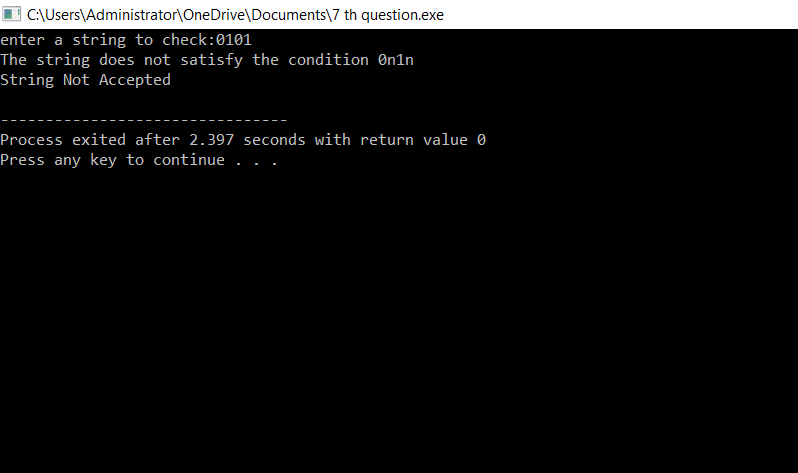 C:\Users\Administrator\OneDrive\Documents\7 th question.exe
enter a string to check:0101
The string does not satisfy the condition 0n1n
String Not Accepted
--------------------------------
Process exited after 2.397 seconds with return value 0
Press any key to continue . . .